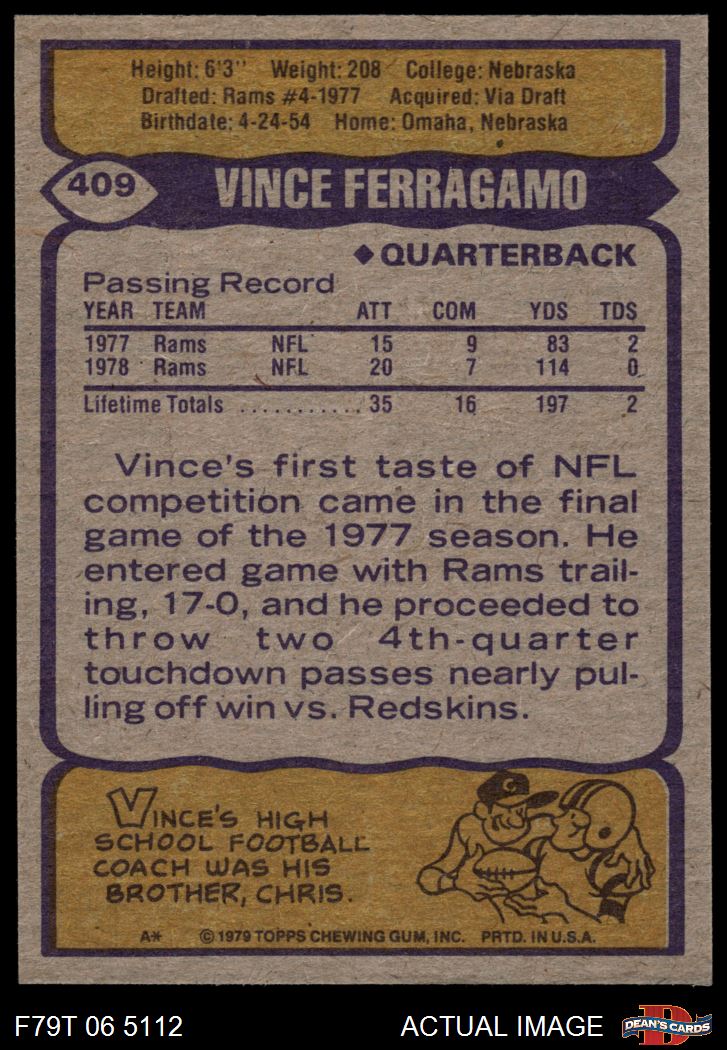 Height: 6'3" Weight: 208 College: Nebraska
Drafted: Rams #4-1977 Acquired: Via Draft
Birthdate: 4-24-54 Home: Omaha, Nebraska
409 VINCE FERRAGAMO
◆ QUARTERBACK
Passing Record
YEAR TEAM ATT COM YDS TDS
1977 Rams NFL 15 9 83 2
1978 Rams NFL 20 7 114 0
Lifetime Totals ............ 35 16 197 2
Vince's first taste of NFL
competition came in the final
game of the 1977 season. He
entered game with Rams trail-
ing, 17-0, and he proceeded to
throw two 4th-quarter
touchdown passes nearly pul-
ling off win vs. Redskins.
VINCE'S HIGH
SCHOOL FOOTBALL
COACH WAS HIS
BROTHER, CHRIS.
C
A* © 1979 TOPPS CHEWING GUM, INC. PRTD. IN U.S.A.
F79T 06 5112 ACTUAL IMAGE
D
DEAN'S CARDS